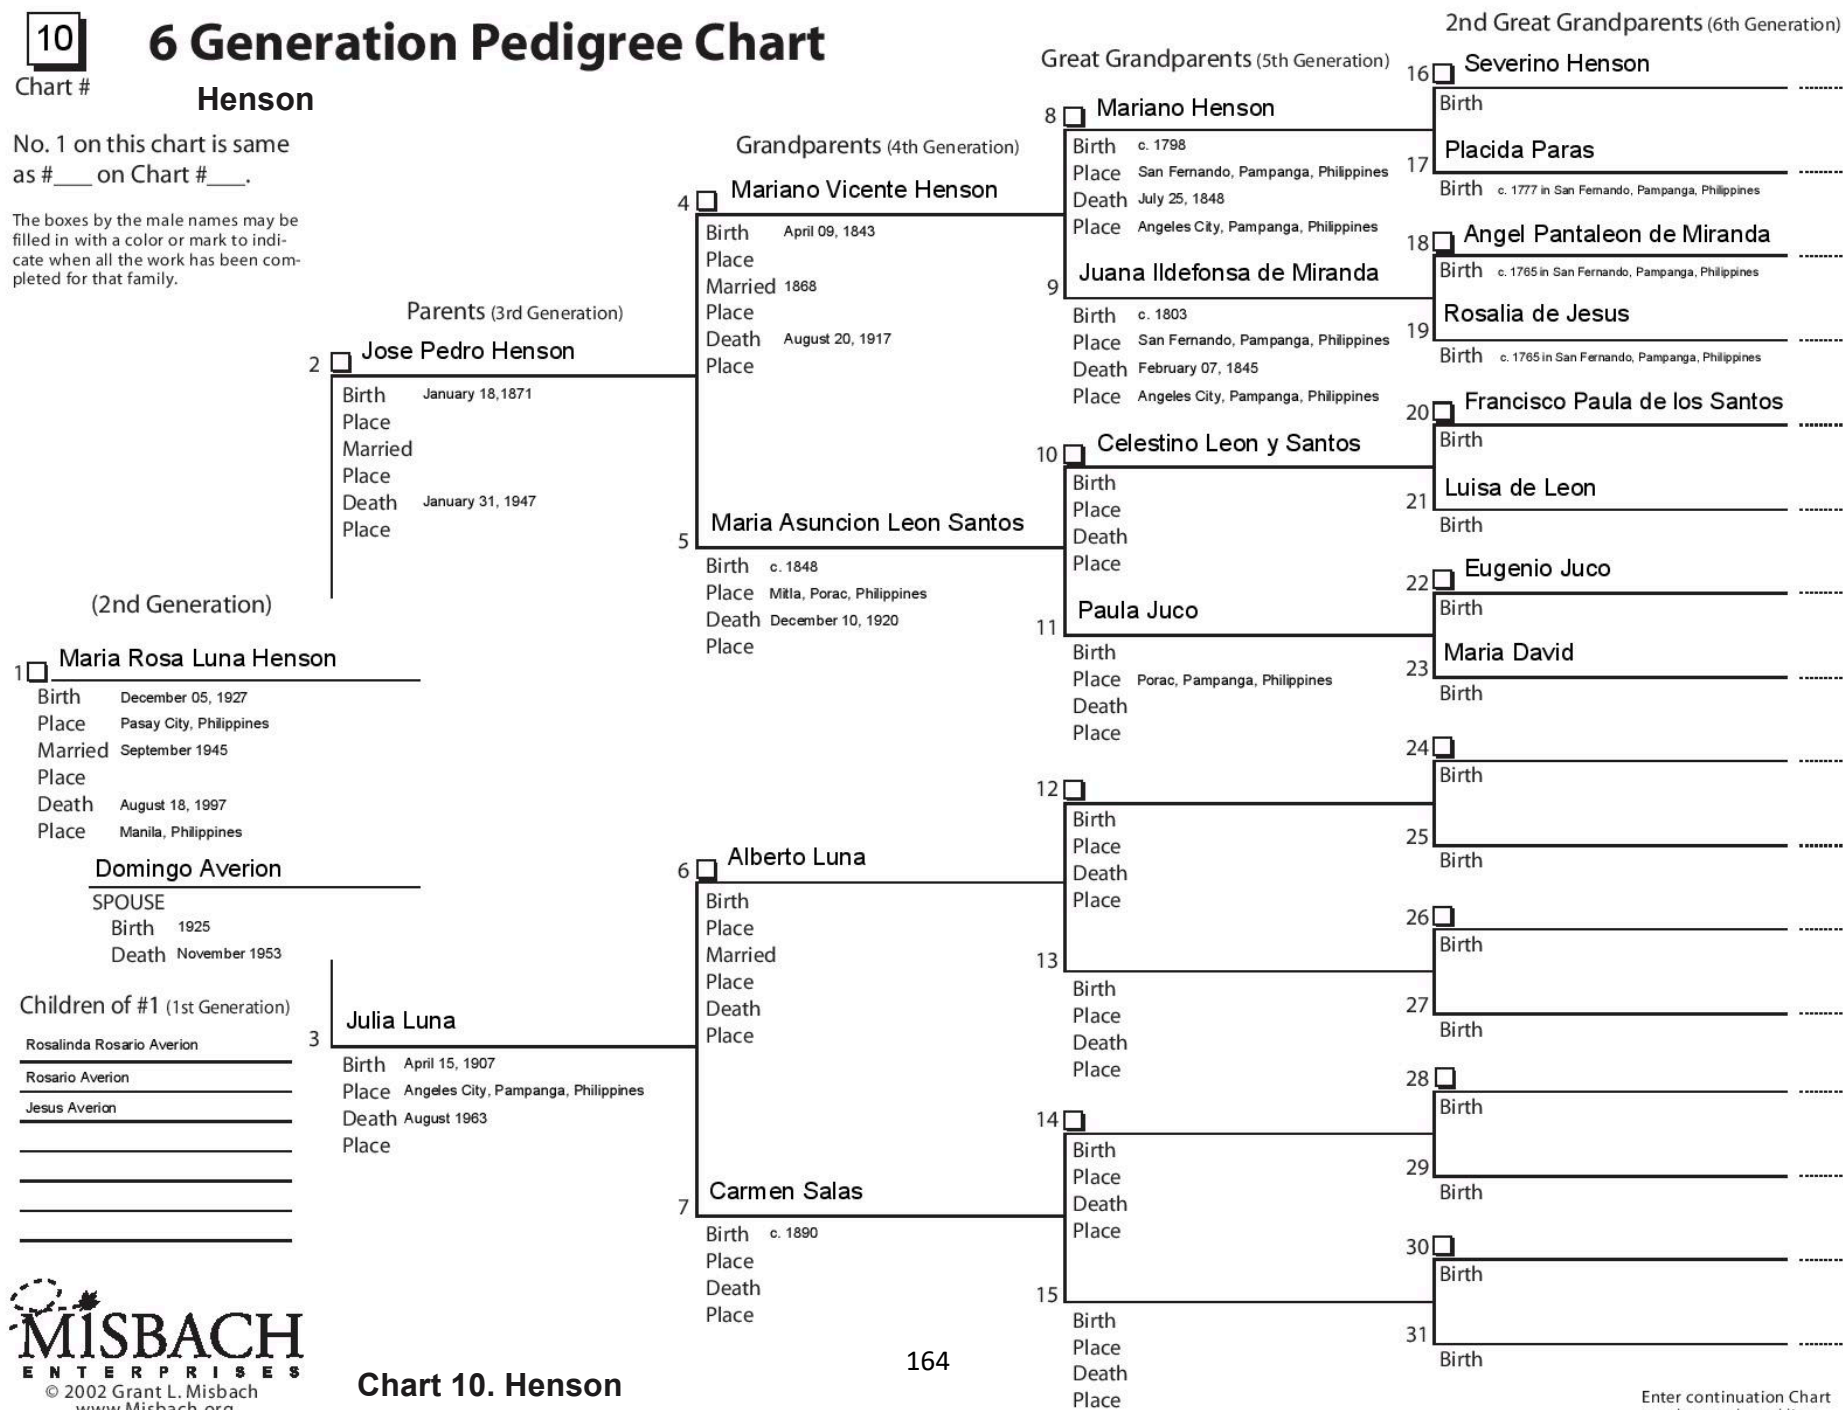 10
Chart #
6 Generation Pedigree Chart
Henson
No. 1 on this chart is same
as #___ on Chart #___.
The boxes by the male names may be
filled in with a color or mark to indi-
cate when all the work has been com-
pleted for that family.
(2nd Generation)
1 Maria Rosa Luna Henson
Birth December 05, 1927
Place Pasay City, Philippines
Married September 1945
Place
Death August 18, 1997
Place Manila, Philippines
Domingo Averion
SPOUSE
Birth 1925
Death November 1953
Children of #1 (1st Generation)
Rosalinda Rosario Averion
Rosario Averion
Jesus Averion
Parents (3rd Generation)
2 Jose Pedro Henson
Birth January 18,1871
Place
Married
Place
Death January 31, 1947
Place
3 Julia Luna
Birth April 15, 1907
Place Angeles City, Pampanga, Philippines
Death August 1963
Place
Grandparents (4th Generation)
4 Mariano Vicente Henson
Birth April 09, 1843
Place
Married 1868
Place
Death August 20, 1917
Place
5 Maria Asuncion Leon Santos
Birth c. 1848
Place Mitla, Porac, Philippines
Death December 10, 1920
Place
6 Alberto Luna
Birth
Place
Married
Place
Death
Place
7 Carmen Salas
Birth c. 1890
Place
Death
Place
Great Grandparents (5th Generation)
8 Mariano Henson
Birth c. 1798
Place San Fernando, Pampanga, Philippines
Death July 25, 1848
Place Angeles City, Pampanga, Philippines
9 Juana Ildefonsa de Miranda
Birth c. 1803
Place San Fernando, Pampanga, Philippines
Death February 07, 1845
Place Angeles City, Pampanga, Philippines
10 Celestino Leon y Santos
Birth
Place
Death
Place
11 Paula Juco
Birth
Place Porac, Pampanga, Philippines
Death
Place
12
Birth
Place
Death
Place
13
Birth
Place
Death
Place
14
Birth
Place
Death
Place
15
Birth
Place
Death
Place
2nd Great Grandparents (6th Generation)
16 Severino Henson
Birth
17 Placida Paras
Birth c. 1777 in San Fernando, Pampanga, Philippines
18 Angel Pantaleon de Miranda
Birth c. 1765 in San Fernando, Pampanga, Philippines
19 Rosalia de Jesus
Birth c. 1765 in San Fernando, Pampanga, Philippines
20 Francisco Paula de los Santos
Birth
21 Luisa de Leon
Birth
22 Eugenio Juco
Birth
23 Maria David
Birth
24
Birth
25
Birth
26
Birth
27
Birth
28
Birth
29
Birth
30
Birth
31
Birth
MISBACH
ENTERPRISES
© 2002 Grant L. Misbach
www.Misbach.org
Chart 10. Henson
164
Enter continuation Chart